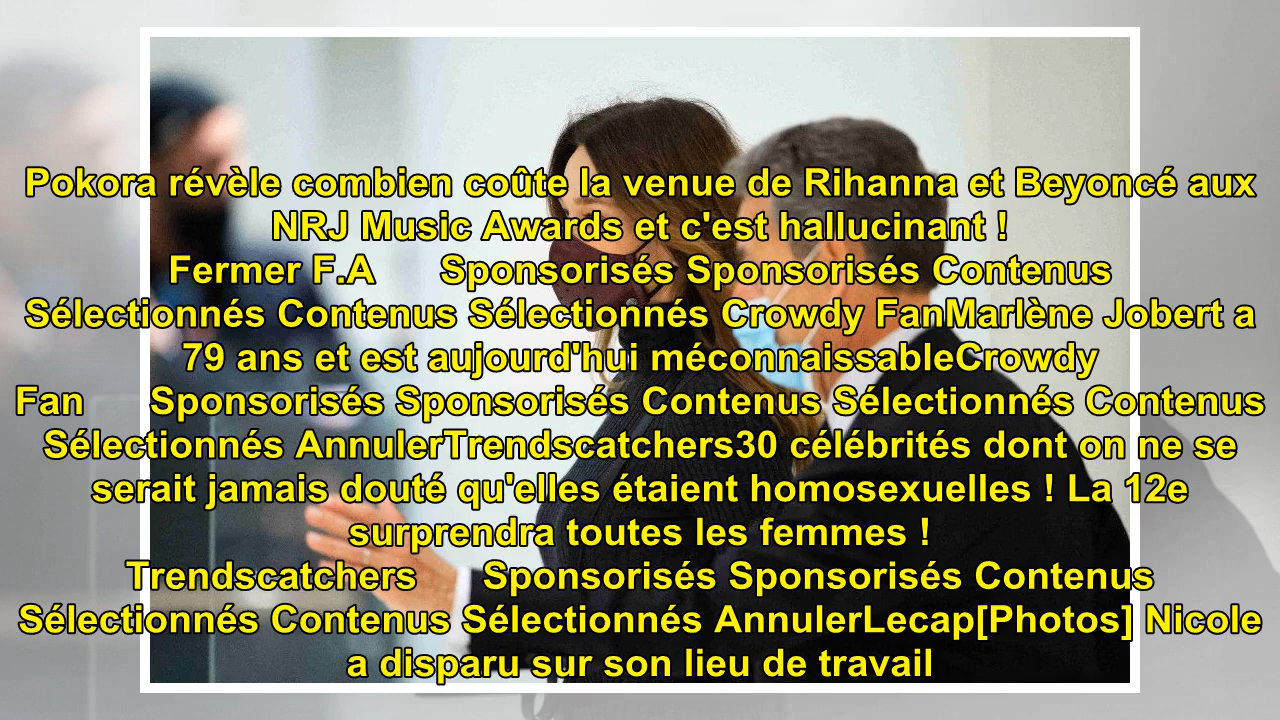 Pokora révèle combien coûte la venue de Rihanna et Beyoncé aux
NRJ Music Awards et c'est hallucinant !
Fermer F.A Sponsorisés Sponsorisés Contenus
Sélectionnés Contenus Sélectionnés Crowdy FanMarlène Jobert a
79 ans et est aujourd'hui méconnaissableCrowdy
Fan Sponsorisés Sponsorisés Contenus Sélectionnés Contenus
Sélectionnés AnnulerTrendscatchers30 célébrités dont on ne se
serait jamais douté qu'elles étaient homosexuelles ! La 12e
surprendra toutes les femmes !
Trendscatchers Sponsorisés Sponsorisés Contenus
Sélectionnés Contenus Sélectionnés AnnulerLecap[Photos] Nicole
a disparu sur son lieu de travail